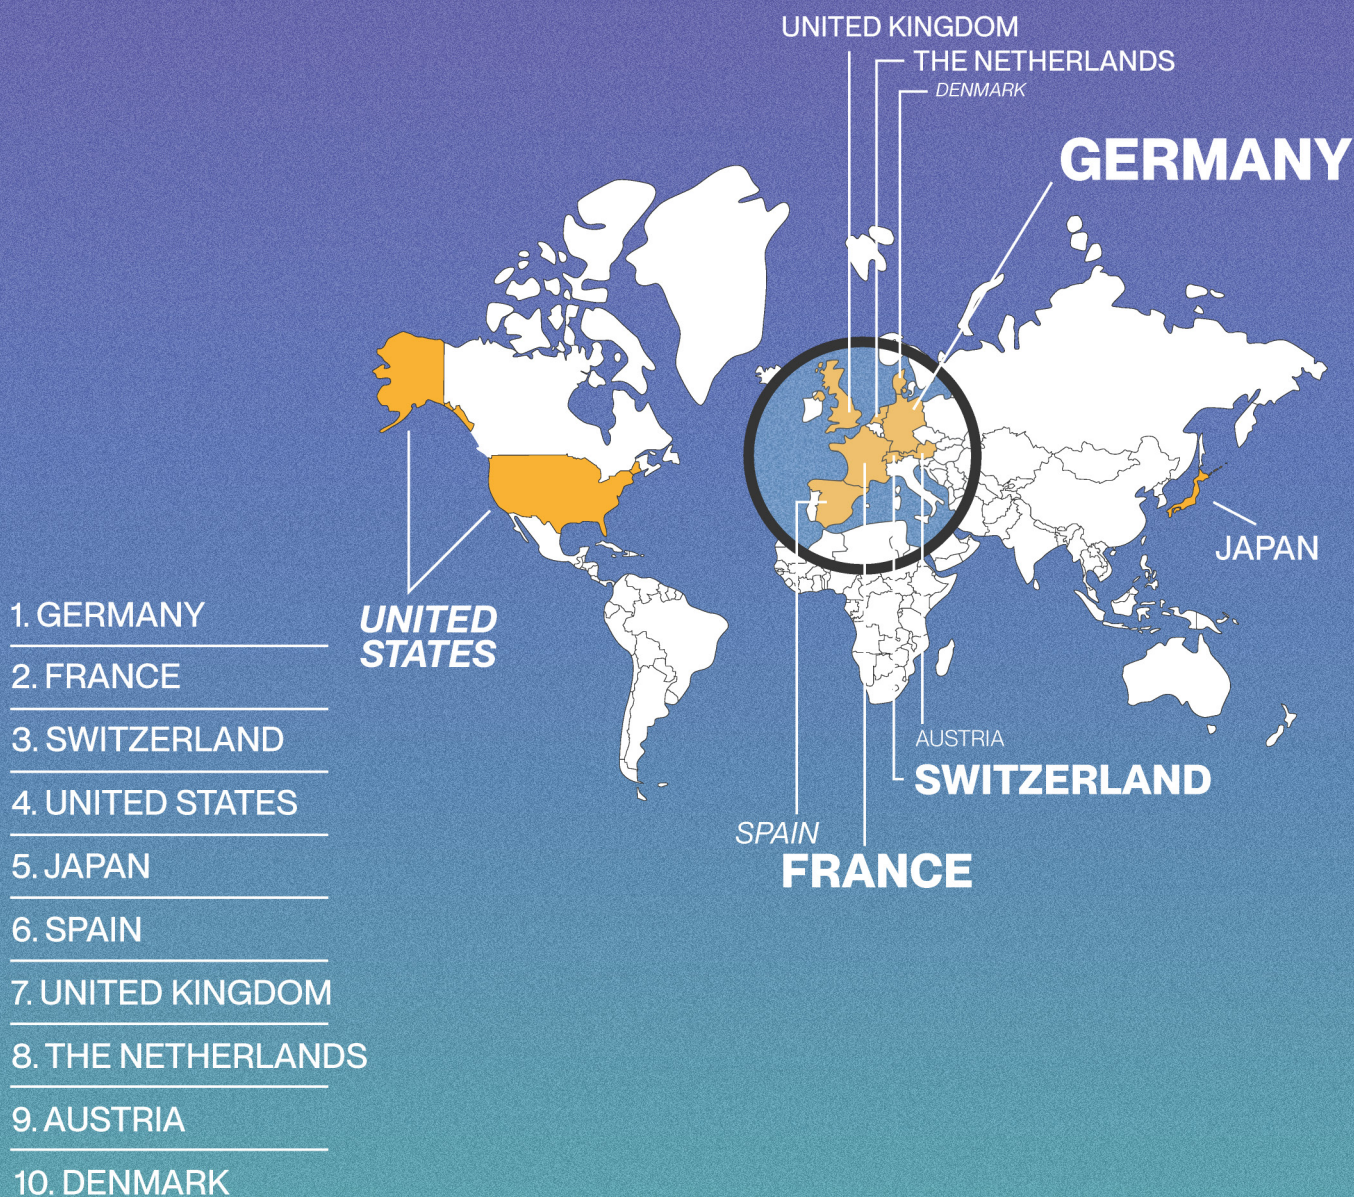 UNITED KINGDOM
THE NETHERLANDS
DENMARK
GERMANY
JAPAN
UNITED
STATES
AUSTRIA
SWITZERLAND
SPAIN
FRANCE
1. GERMANY
2. FRANCE
3. SWITZERLAND
4. UNITED STATES
5. JAPAN
6. SPAIN
7. UNITED KINGDOM
8. THE NETHERLANDS
9. AUSTRIA
10. DENMARK